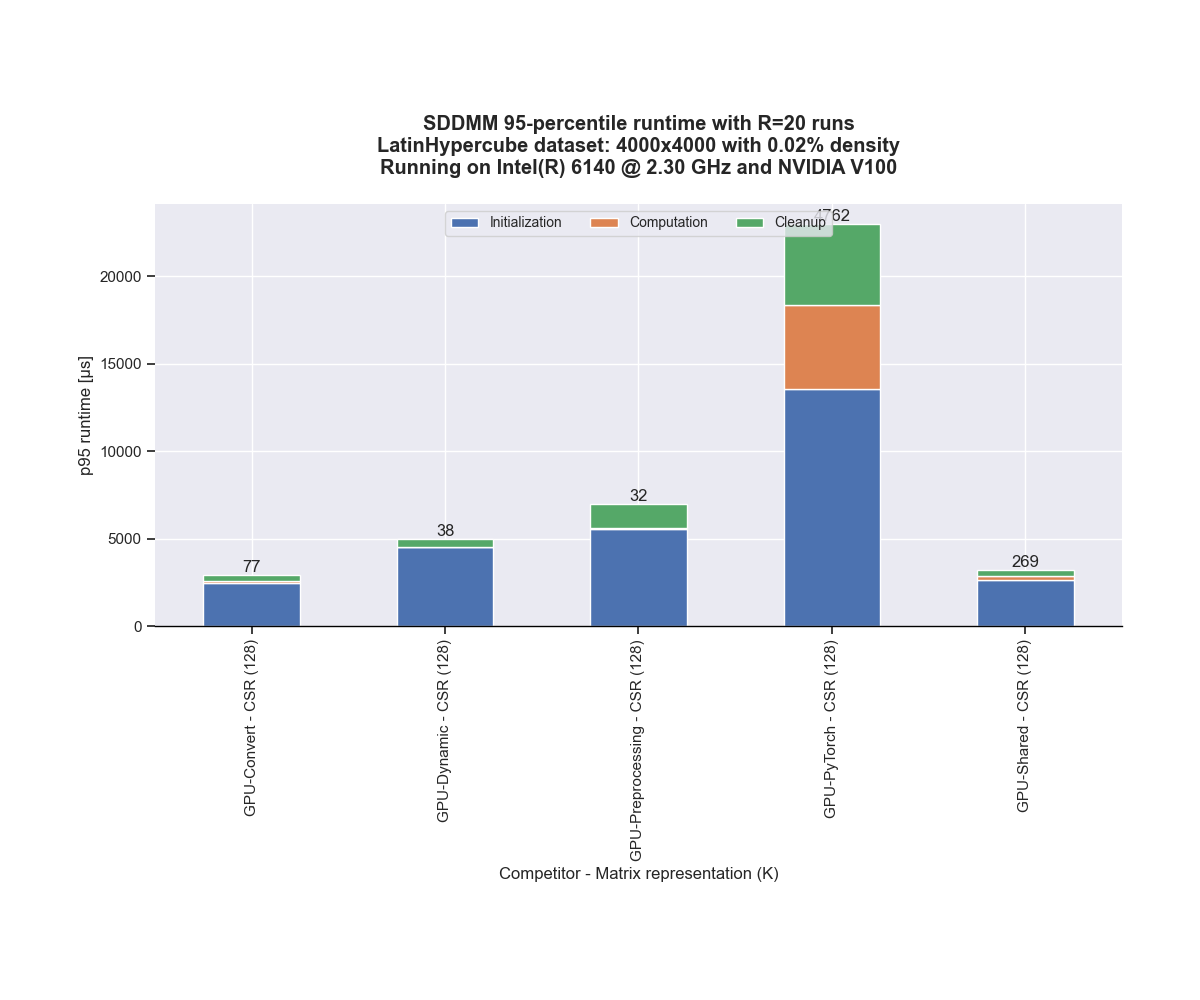 SDDMM 95-percentile runtime with R=20 runs
LatinHypercube dataset: 4000x4000 with 0.02% density
Running on Intel(R) 6140 @ 2.30 GHz and NVIDIA V100
Initialization Computation Cleanup
4762
20000
15000
10000
5000
0
p95 runtime [µs]
77
38
32
269
GPU-Convert - CSR (128)
GPU-Dynamic - CSR (128)
GPU-Preprocessing - CSR (128)
GPU-PyTorch - CSR (128)
GPU-Shared - CSR (128)
Competitor - Matrix representation (K)